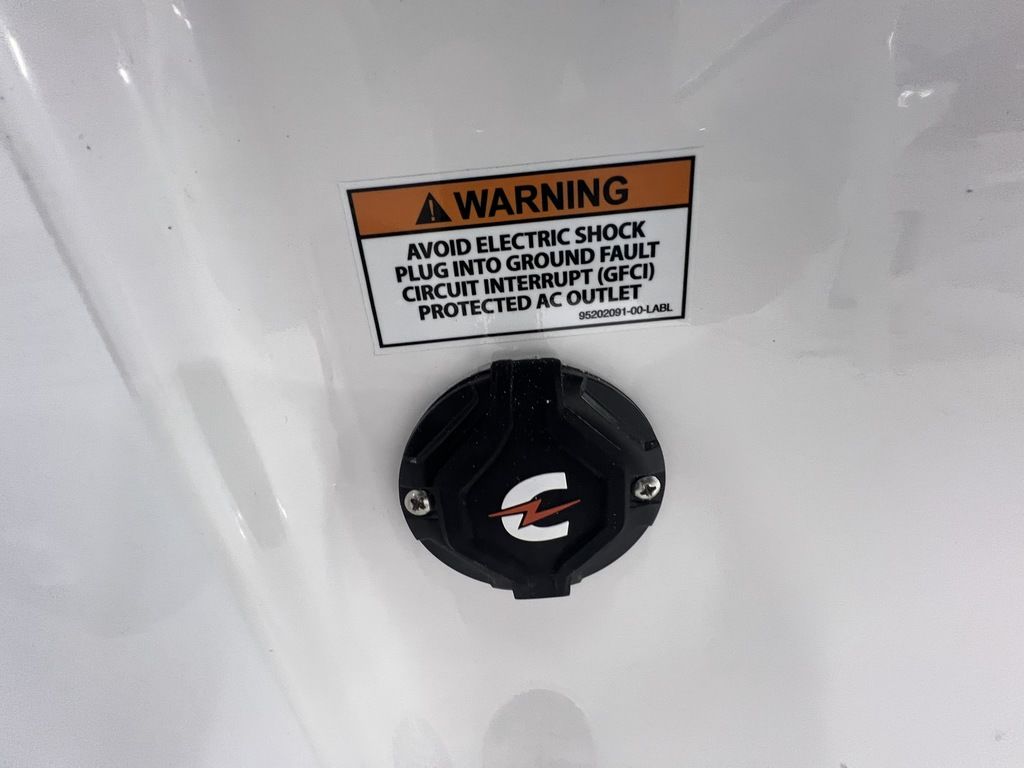 WARNING
AVOID ELECTRIC SHOCK
PLUG INTO GROUND FAULT
CIRCUIT INTERRUPT (GFCI)
PROTECTED AC OUTLET
95202091-00-LABL
C